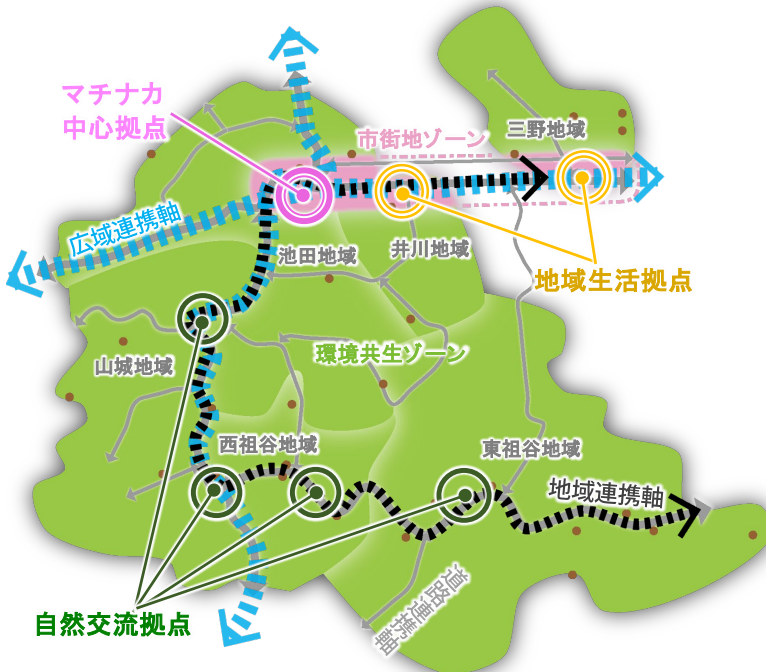 マチナカ
中心拠点
市街地ゾーン
三野地域
広域連携軸
池田地域
井川地域
地域生活拠点
山城地域
環境共生ゾーン
西祖谷地域
東祖谷地域
地域連携軸
道路連携軸
自然交流拠点